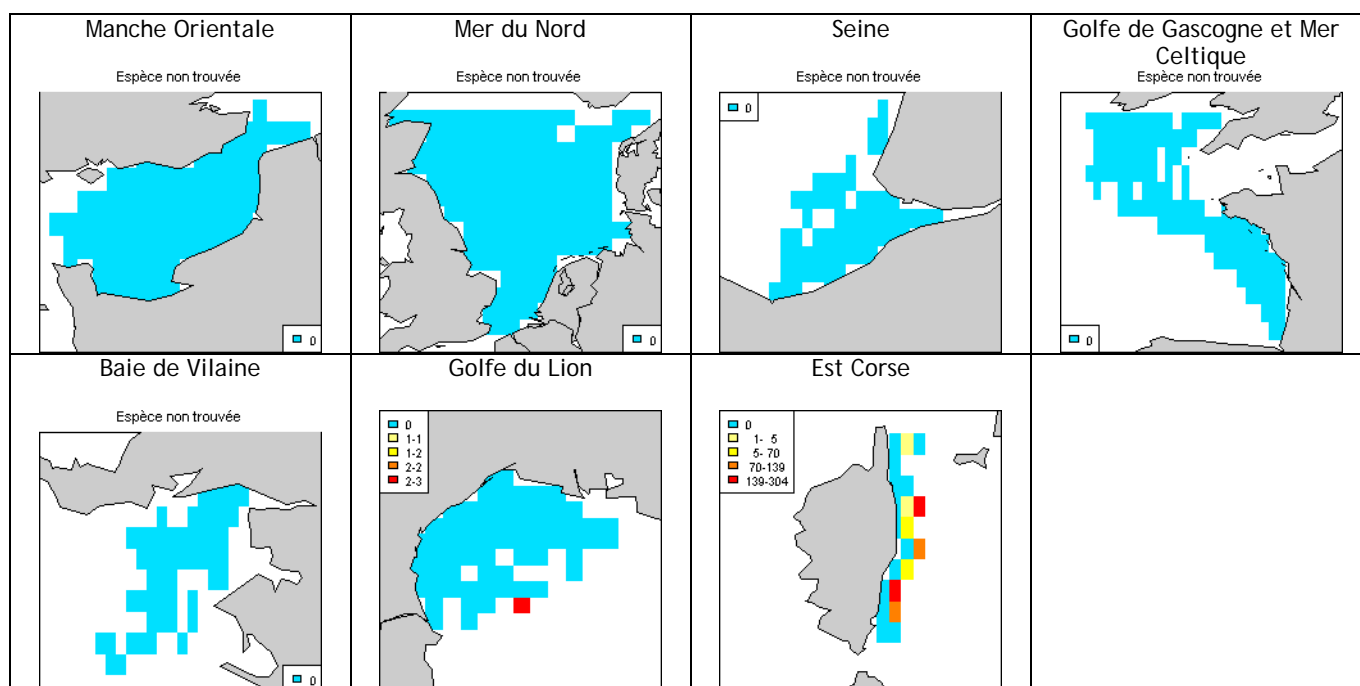 Manche Orientale
Espèce non trouvée
0
Mer du Nord
Espèce non trouvée
0
Seine
Espèce non trouvée
0
Golfe de Gascogne et Mer
Celtique
Espèce non trouvée
0
Baie de Vilaine
Espèce non trouvée
0
Golfe du Lion
0
1-1
1-2
2-2
2-3
Est Corse
0
1- 5
5- 70
70-139
139-304